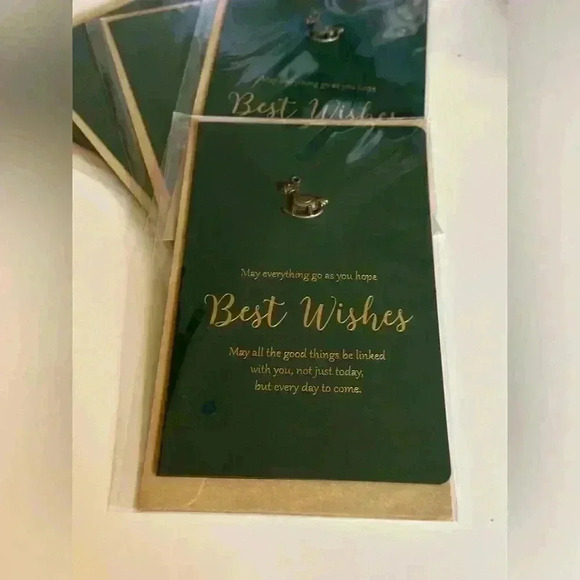 Best Wishes
May everything go as you hope
Best Wishes
May all the good things be linked
with you, not just today,
but every day to come.